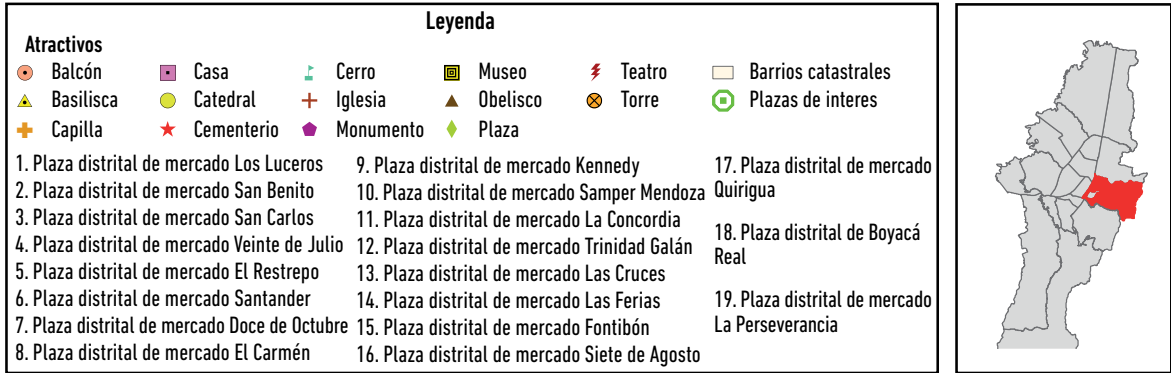 Leyenda
Atractivos
Balcón
Casa
Cerro
Museo
Teatro
Barrios catastrales
Basilisca
Catedral
Iglesia
Obelisco
Torre
Plazas de interes
Capilla
Cementerio
Monumento
Plaza
1. Plaza distrital de mercado Los Luceros
2. Plaza distrital de mercado San Benito
3. Plaza distrital de mercado San Carlos
4. Plaza distrital de mercado Veinte de Julio
5. Plaza distrital de mercado El Restrepo
6. Plaza distrital de mercado Santander
7. Plaza distrital de mercado Doce de Octubre
8. Plaza distrital de mercado El Carmén
9. Plaza distrital de mercado Kennedy
10. Plaza distrital de mercado Samper Mendoza
11. Plaza distrital de mercado La Concordia
12. Plaza distrital de mercado Trinidad Galán
13. Plaza distrital de mercado Las Cruces
14. Plaza distrital de mercado Las Ferias
15. Plaza distrital de mercado Fontibón
16. Plaza distrital de mercado Siete de Agosto
17. Plaza distrital de mercado
Quirigua
18. Plaza distrital de Boyacá
Real
19. Plaza distrital de mercado
La Perseverancia